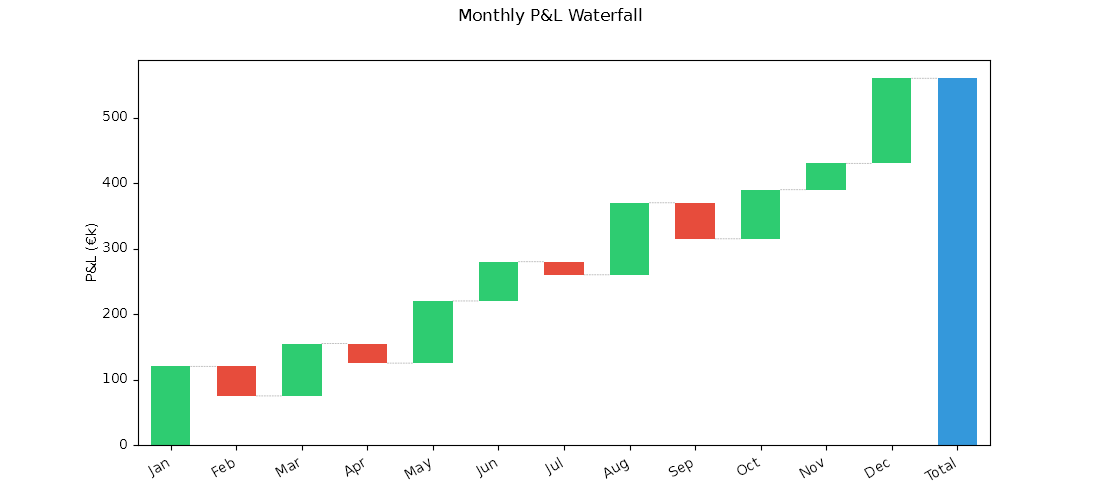 Monthly P&L Waterfall
P&L (€k)
500
400
300
200
100
0
Jan
Feb
Mar
Apr
May
Jun
Jul
Aug
Sep
Oct
Nov
Dec
Total